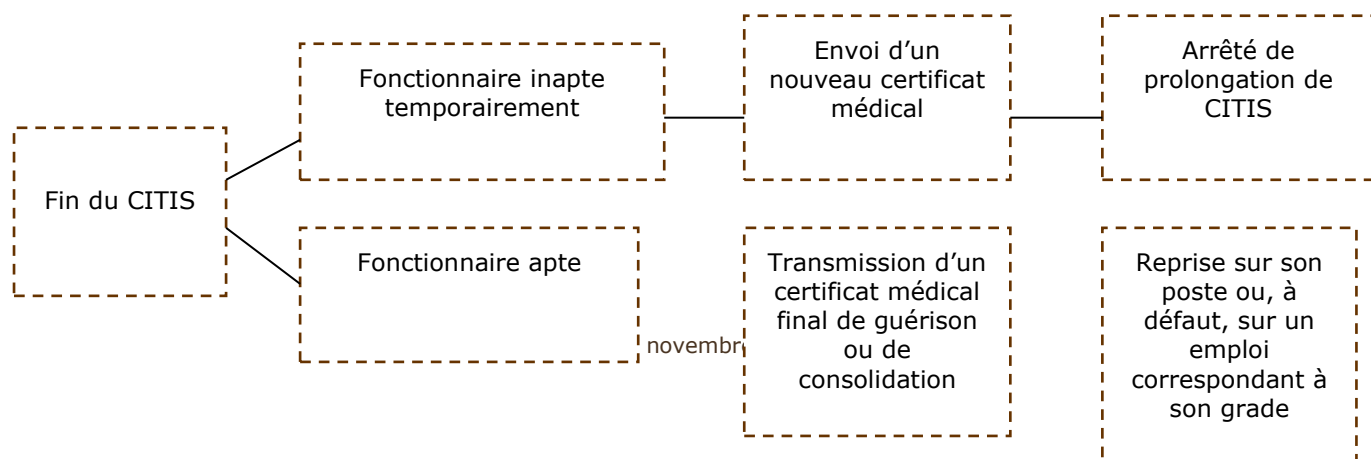 Fin du CITIS
Fonctionnaire inapte
temporairement
Envoi d’un
nouveau certificat
médical
Arrêté de
prolongation de
CITIS
Fonctionnaire apte
novembr
Transmission d’un
certificat médical
final de guérison
ou de
consolidation
Reprise sur son
poste ou, à
défaut, sur un
emploi
correspondant à
son grade